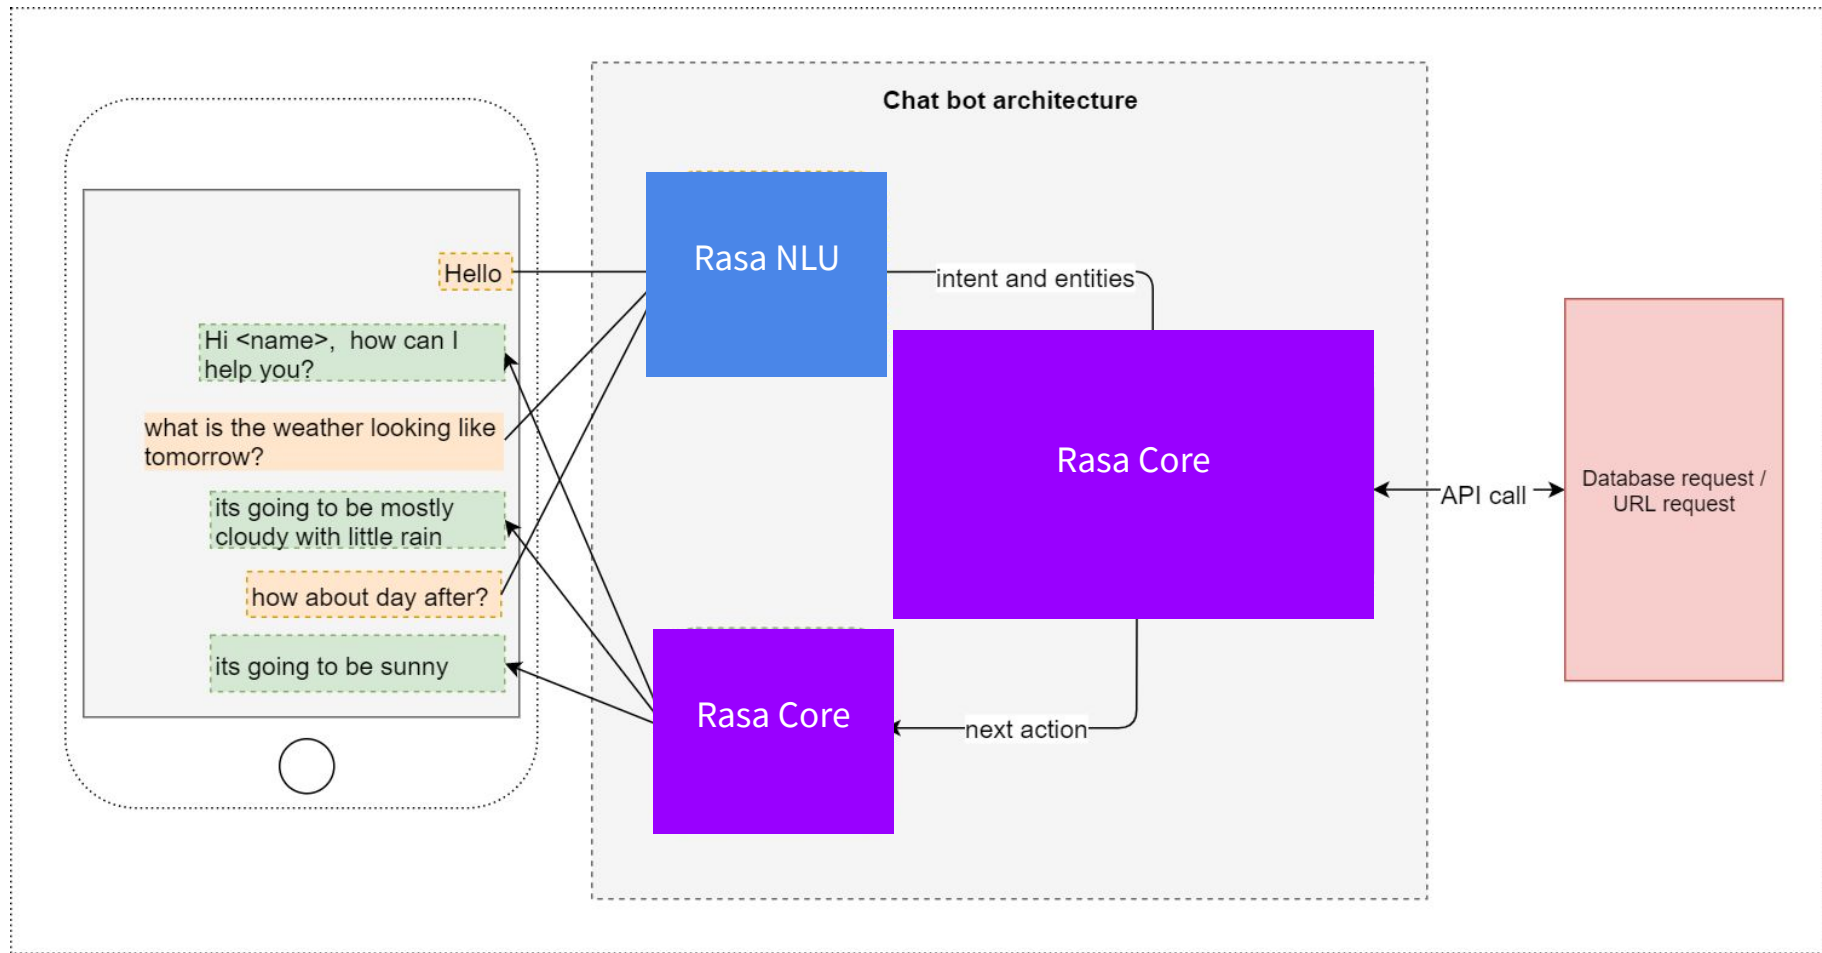 Chat bot architecture
Hello
Hi <name>,  how can I
help you?
what is the weather looking like
tomorrow?
its going to be mostly
cloudy with little rain
how about day after?
its going to be sunny
Rasa NLU
intent and entities
Rasa Core
API call
Database request /
URL request
Rasa Core
next action